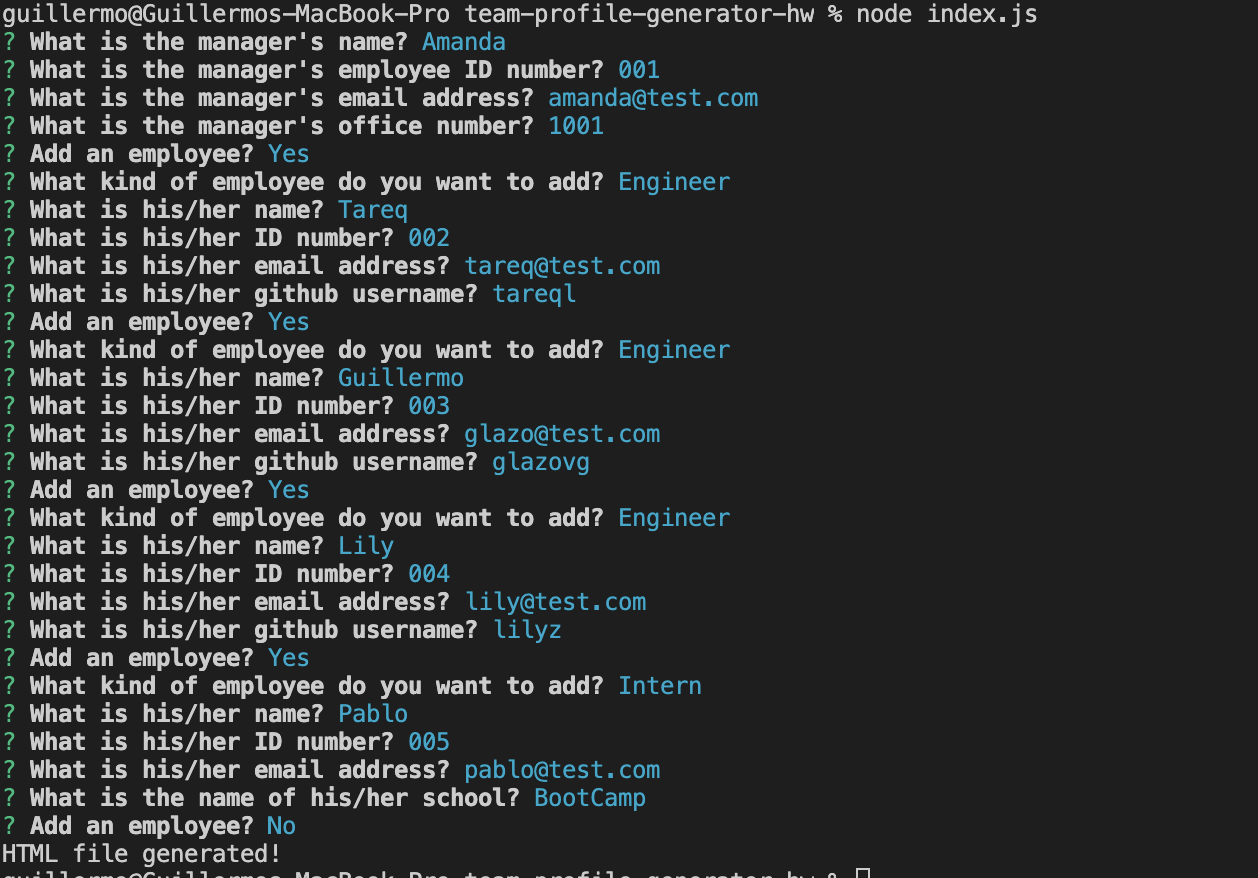 guillermo@Guillermos-MacBook-Pro team-profile-generator-hw % node index.js
? What is the manager's name? Amanda
? What is the manager's employee ID number? 001
? What is the manager's email address? amanda@test.com
? What is the manager's office number? 1001
? Add an employee? Yes
? What kind of employee do you want to add? Engineer
? What is his/her name? Tareq
? What is his/her ID number? 002
? What is his/her email address? tareq@test.com
? What is his/her github username? tareql
? Add an employee? Yes
? What kind of employee do you want to add? Engineer
? What is his/her name? Guillermo
? What is his/her ID number? 003
? What is his/her email address? glazo@test.com
? What is his/her github username? glazovg
? Add an employee? Yes
? What kind of employee do you want to add? Engineer
? What is his/her name? Lily
? What is his/her ID number? 004
? What is his/her email address? lily@test.com
? What is his/her github username? lilyz
? Add an employee? Yes
? What kind of employee do you want to add? Intern
? What is his/her name? Pablo
? What is his/her ID number? 005
? What is his/her email address? pablo@test.com
? What is the name of his/her school? BootCamp
? Add an employee? No
HTML file generated!
guillermo@Guillermos-MacBook-Pro team-profile-generator-hw %